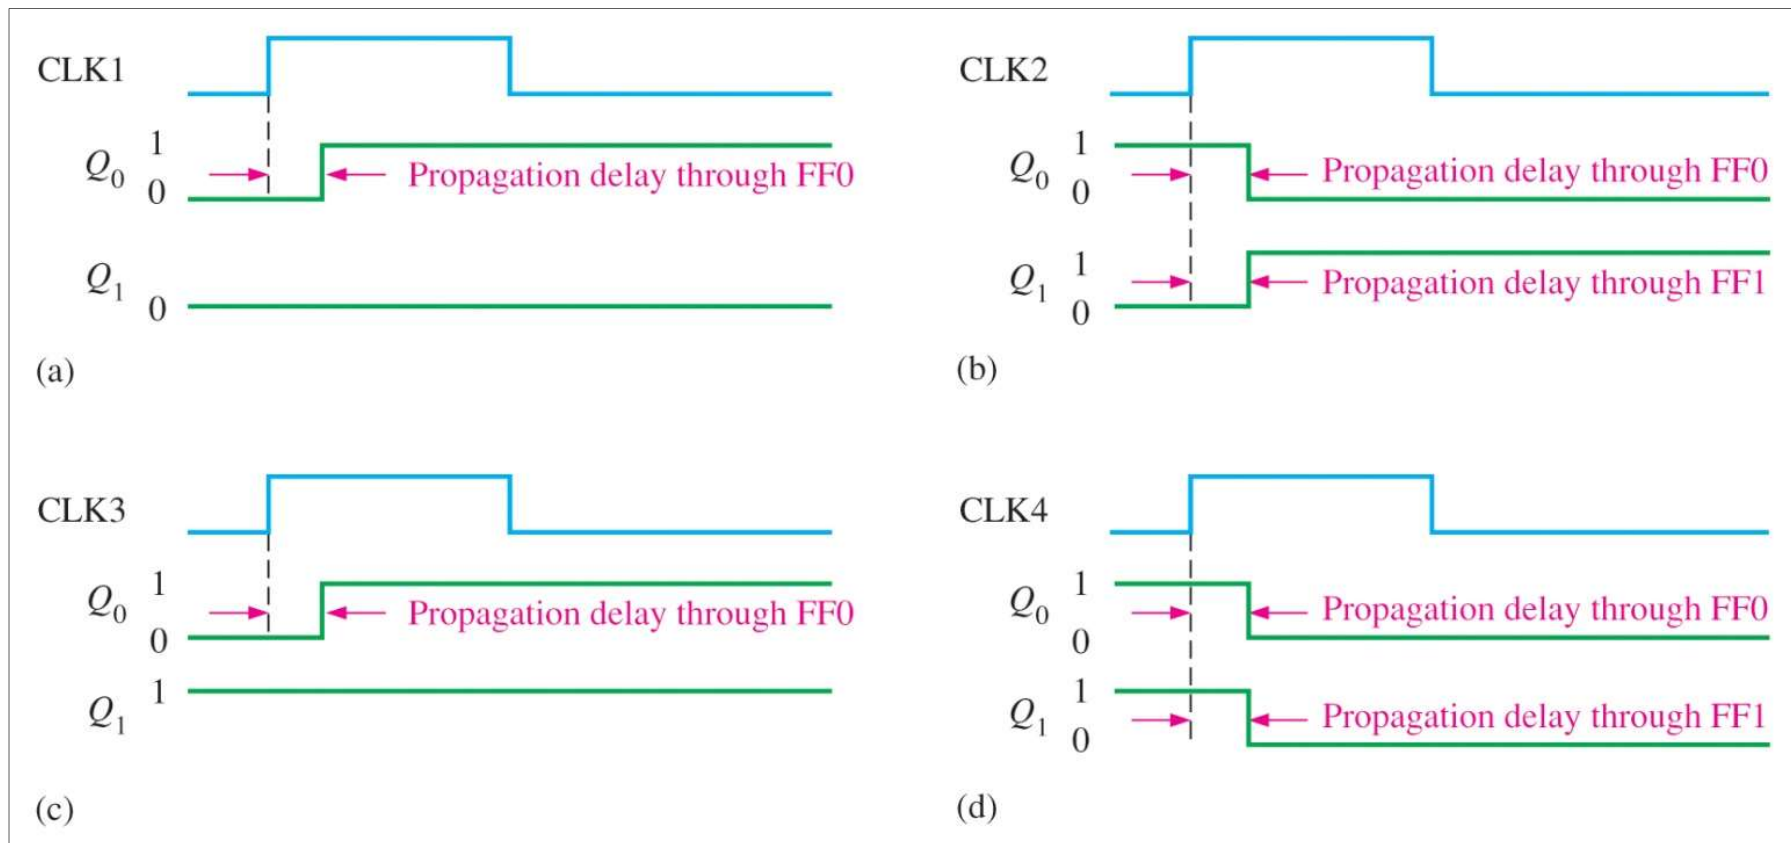 CLK1
1
Q0
0
Propagation delay through FF0
Q1
0
(a)
CLK2
1
Q0
0
Propagation delay through FF0
1
Q1
0
Propagation delay through FF1
(b)
CLK3
1
Q0
0
Propagation delay through FF0
1
Q1
(c)
CLK4
1
Q0
0
Propagation delay through FF0
1
Q1
0
Propagation delay through FF1
(d)